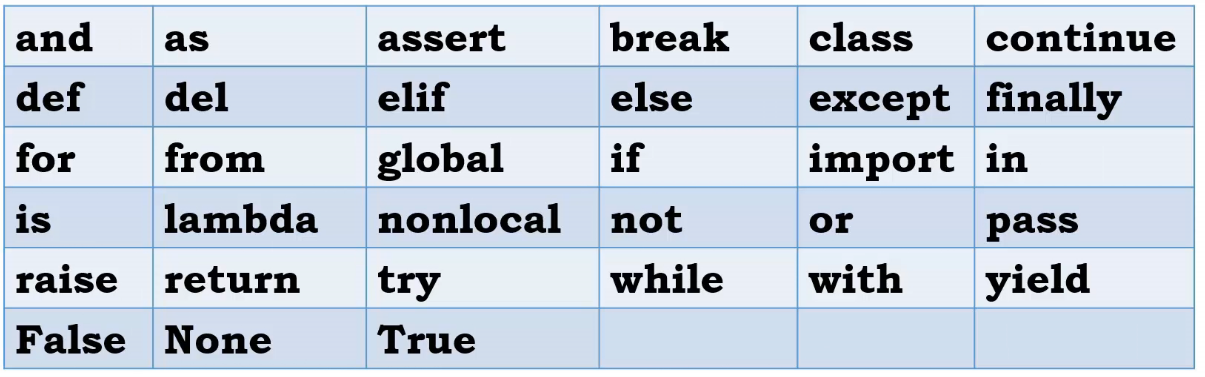 and as assert break class continue
def del elif else except finally
for from global if import in
is lambda nonlocal not or pass
raise return try while with yield
False None True